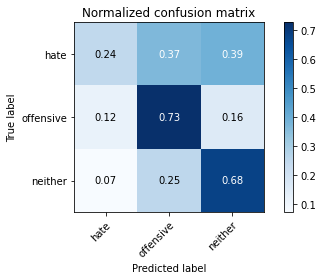 Normalized confusion matrix
True label
hate
0.24 0.37 0.39
offensive
0.12 0.73 0.16
neither
0.07 0.25 0.68
hate offensive neither
Predicted label
0.7
0.6
0.5
0.4
0.3
0.2
0.1